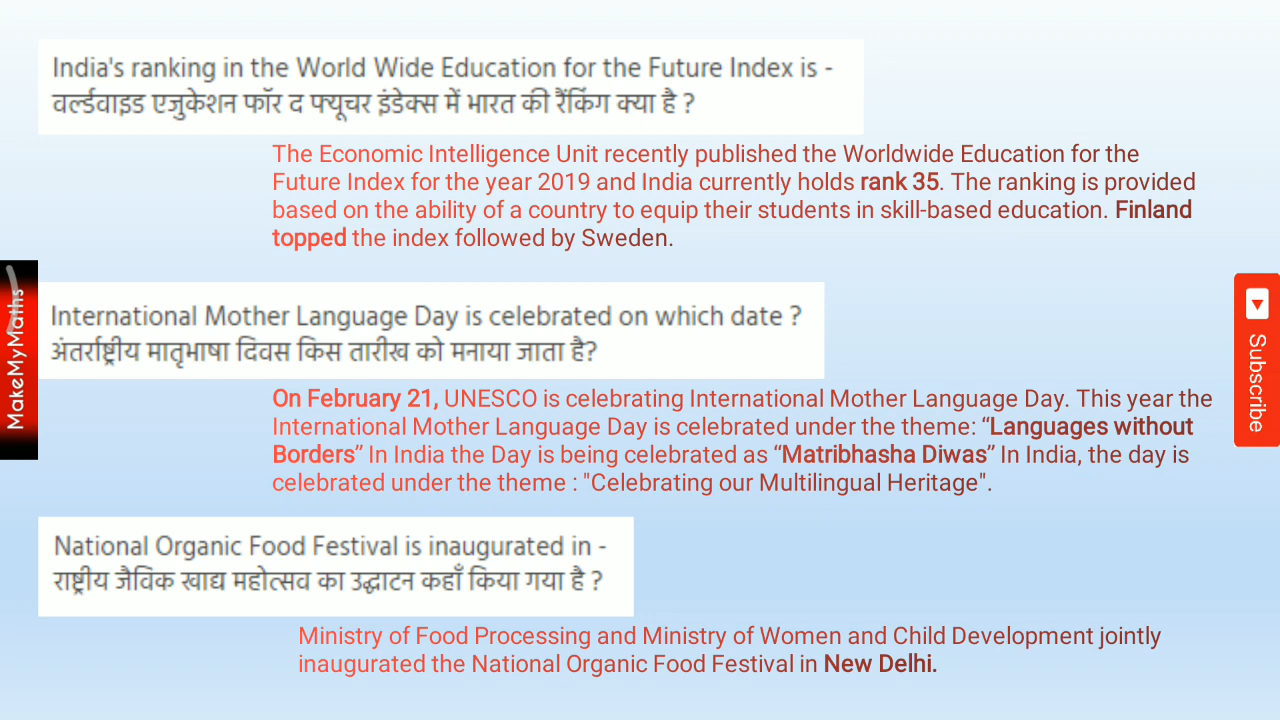 India's ranking in the World Wide Education for the Future Index is -
वर्ल्डवाइड एजुकेशन फॉर द फ्यूचर इंडेक्स में भारत की रैंकिंग क्या है ?
The Economic Intelligence Unit recently published the Worldwide Education for the
Future Index for the year 2019 and India currently holds rank 35. The ranking is provided
based on the ability of a country to equip their students in skill-based education. Finland
topped the index followed by Sweden.
International Mother Language Day is celebrated on which date ?
अंतर्राष्ट्रीय मातृभाषा दिवस किस तारीख को मनाया जाता है?
On February 21, UNESCO is celebrating International Mother Language Day. This year the
International Mother Language Day is celebrated under the theme: “Languages without
Borders” In India the Day is being celebrated as “Matribhasha Diwas” In India, the day is
celebrated under the theme : "Celebrating our Multilingual Heritage".
National Organic Food Festival is inaugurated in -
राष्ट्रीय जैविक खाद्य महोत्सव का उद्घाटन कहाँ किया गया है ?
Ministry of Food Processing and Ministry of Women and Child Development jointly
inaugurated the National Organic Food Festival in New Delhi.
MakeMyMaths
Subscribe